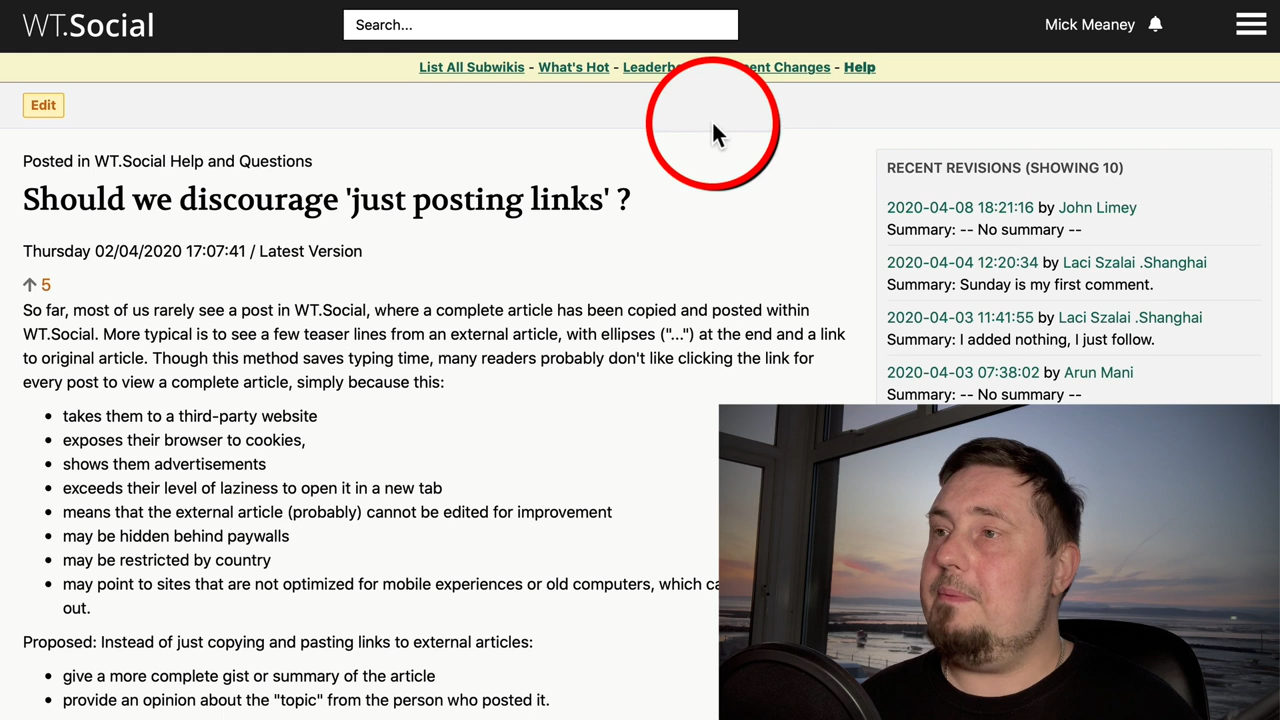 WT.Social
Search...
Mick Meaney
List All Subwikis - What's Hot - Leaderb ent Changes - Help
Edit
Posted in WT.Social Help and Questions
Should we discourage 'just posting links' ?
Thursday 02/04/2020 17:07:41 / Latest Version
5
So far, most of us rarely see a post in WT.Social, where a complete article has been copied and posted within
WT.Social. More typical is to see a few teaser lines from an external article, with ellipses ("...") at the end and a link
to original article. Though this method saves typing time, many readers probably don't like clicking the link for
every post to view a complete article, simply because this:
• takes them to a third-party website
• exposes their browser to cookies,
• shows them advertisements
• exceeds their level of laziness to open it in a new tab
• means that the external article (probably) cannot be edited for improvement
• may be hidden behind paywalls
• may be restricted by country
• may point to sites that are not optimized for mobile experiences or old computers, which
out.
Proposed: Instead of just copying and pasting links to external articles:
• give a more complete gist or summary of the article
• provide an opinion about the "topic" from the person who posted it.
RECENT REVISIONS (SHOWING 10)
2020-04-08 18:21:16 by John Limey
Summary: -- No summary --
2020-04-04 12:20:34 by Laci Szalai .Shanghai
Summary: Sunday is my first comment.
2020-04-03 11:41:55 by Laci Szalai .Shanghai
Summary: I added nothing, I just follow.
2020-04-03 07:38:02 by Arun Mani
Summary: -- No summary --